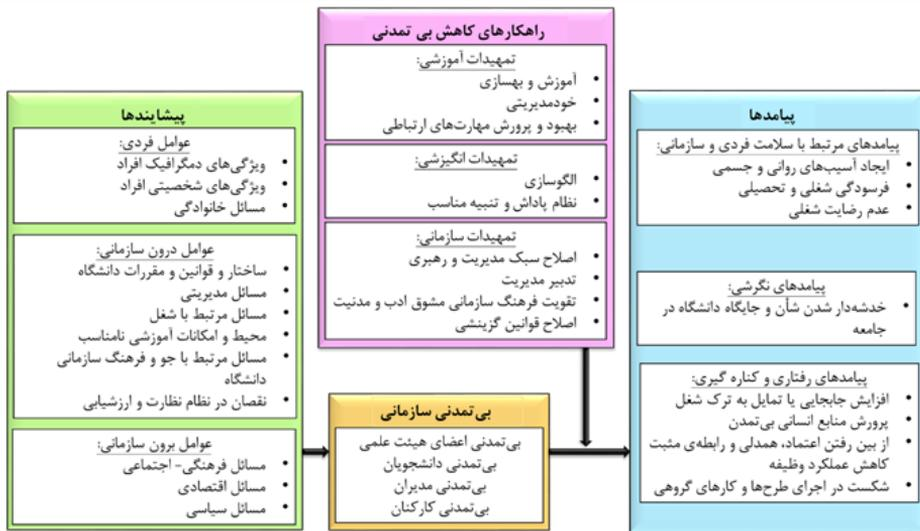 راهکارهای کاهش بی تمدنی
تمهیدات آموزشی:
آموزش و بهسازی
خودمدیریتی
بهبود و پرورش مهارت‌های ارتباطی
تمهیدات انگیزشی:
الگوسازی
نظام پاداش و تنبیه مناسب
تمهیدات سازمانی:
اصلاح سبک مدیریت و رهبری
تدبیر مدیریت
تقویت فرهنگ سازمانی مشوق ادب و مدنیت
اصلاح قوانین گزینشی
پیشایندها
عوامل فردی:
ویژگی‌های دمگرافیک افراد
ویژگی‌های شخصیتی افراد
مسائل خانوادگی
عوامل درون سازمانی:
ساختار و قوانین و مقررات دانشگاه
مسائل مدیریتی
مسائل مرتبط با شغل
محیط و امکانات آموزشی نامناسب
مسائل مرتبط با جو و فرهنگ سازمانی
دانشگاه
نقصان در نظام نظارت و ارزشیابی
عوامل برون سازمانی:
مسائل فرهنگی- اجتماعی
مسائل اقتصادی
مسائل سیاسی
بی‌تمدنی سازمانی
بی‌تمدنی اعضای هیئت علمی
بی‌تمدنی دانشجویان
بی‌تمدنی مدیران
بی‌تمدنی کارکنان
پیامدها
پیامدهای مرتبط با سلامت فردی و سازمانی:
ایجاد آسیب‌های روانی و جسمی
فرسودگی شغلی و تحصیلی
عدم رضایت شغلی
پیامدهای نگرشی:
خدشه‌دار شدن شأن و جایگاه دانشگاه در
جامعه
پیامدهای رفتاری و کناره گیری:
افزایش جابجایی یا تمایل به ترک شغل
پرورش منابع انسانی بی‌تمدن
از بین رفتن اعتماد، همدلی و رابطه‌ی مثبت
کاهش عملکرد وظیفه
شکست در اجرای طرح‌ها و کارهای گروهی